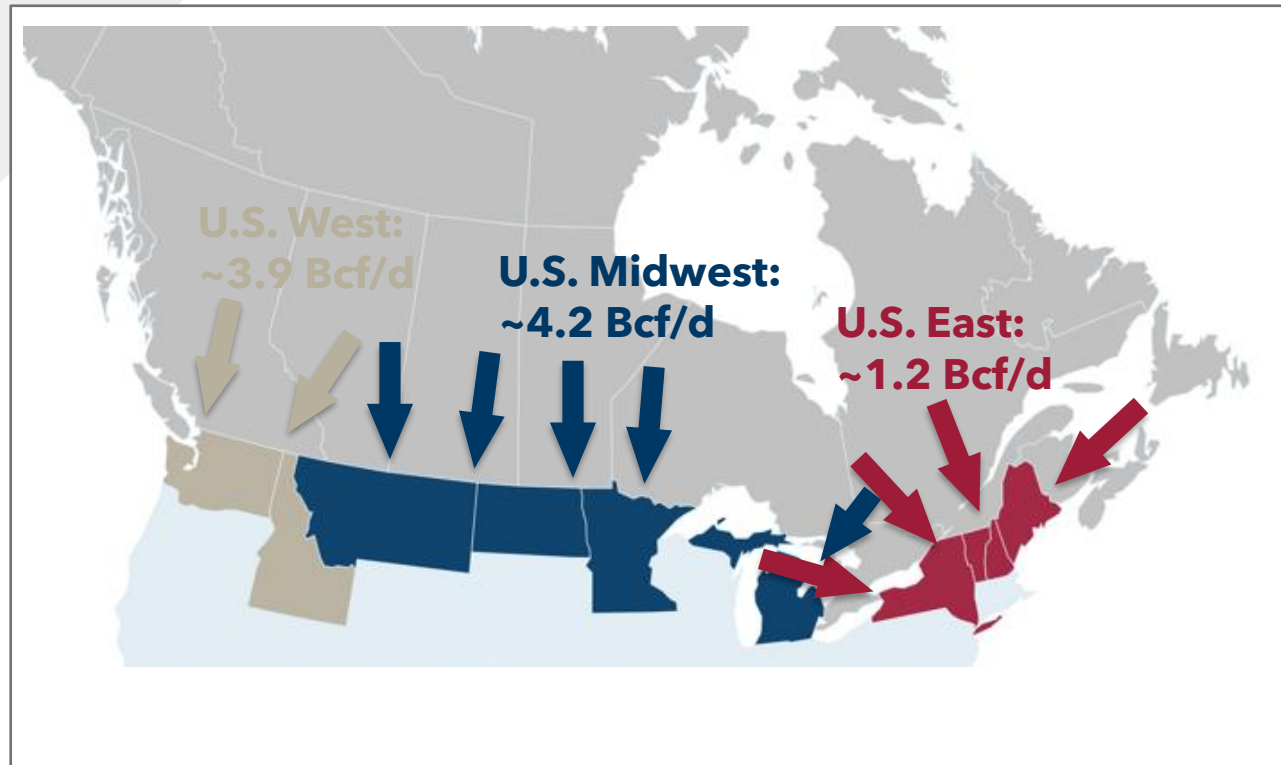 U.S. West:
~3.9 Bcf/d
U.S. Midwest:
~4.2 Bcf/d
U.S. East:
~1.2 Bcf/d